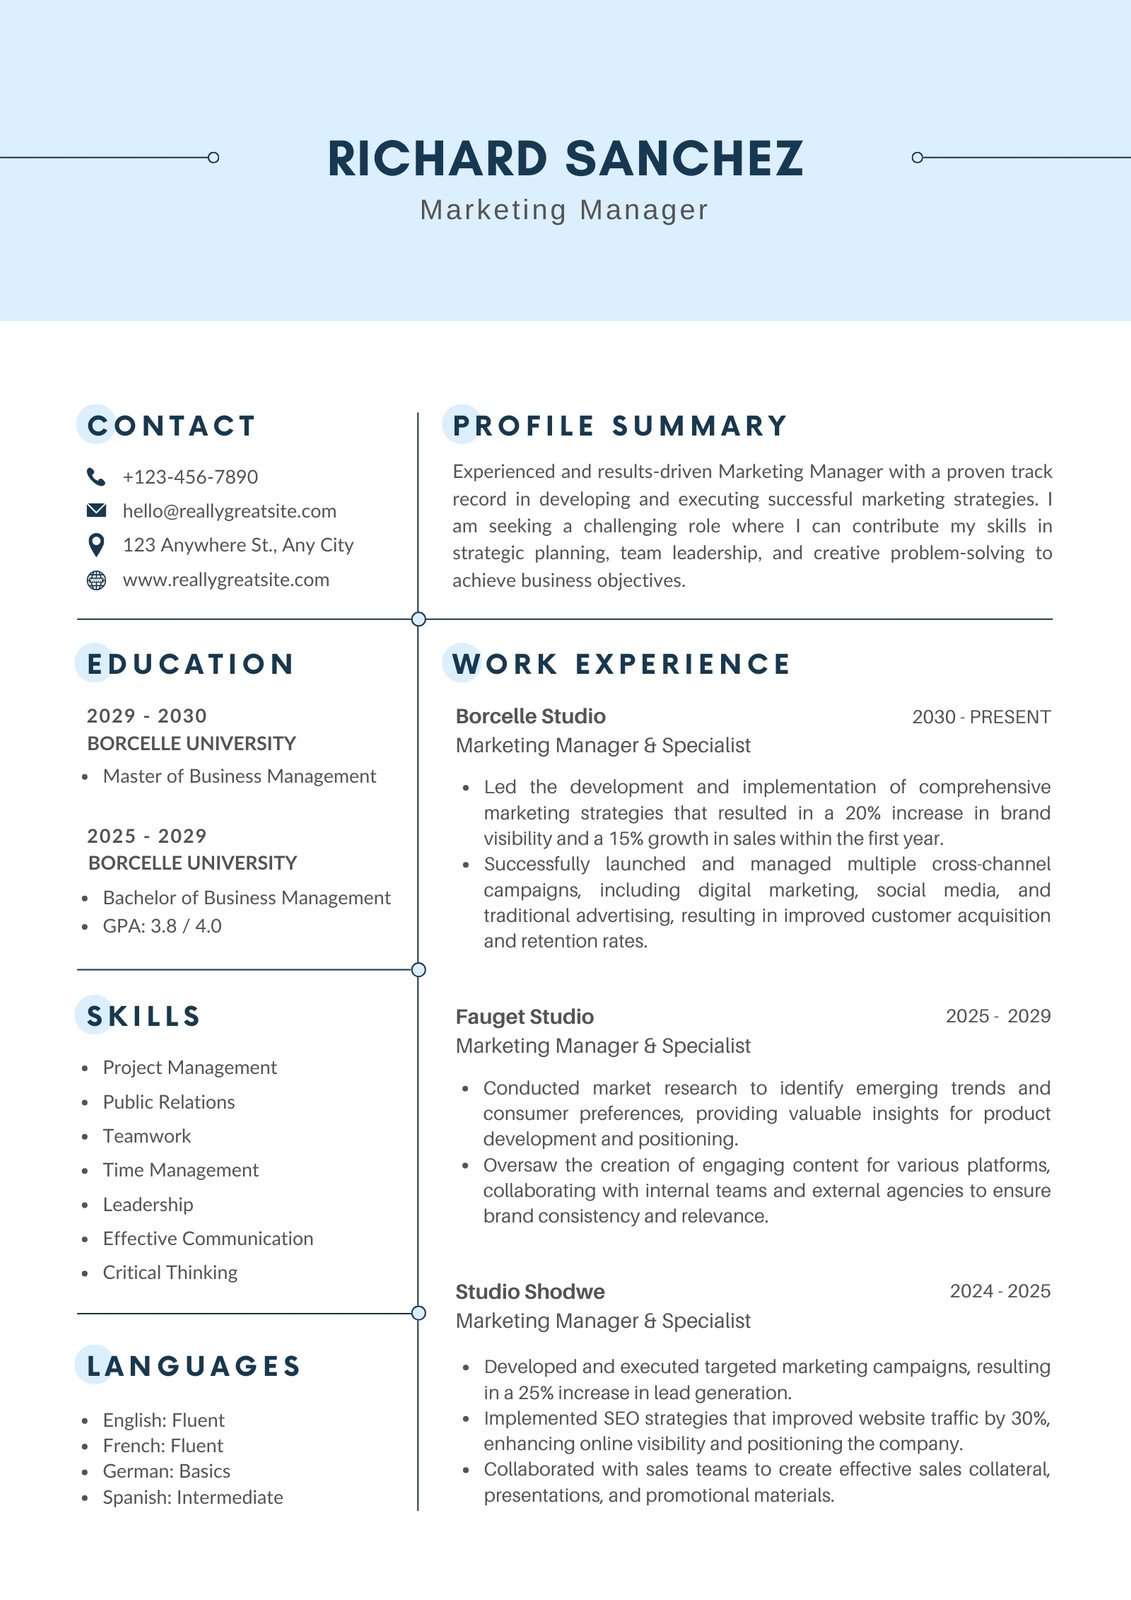 RICHARD SANCHEZ
Marketing Manager
CONTACT
+123-456-7890
hello@reallygreatsite.com
123 Anywhere St., Any City
www.reallygreatsite.com
PROFILE SUMMARY
Experienced and results-driven Marketing Manager with a proven track
record in developing and executing successful marketing strategies. I
am seeking a challenging role where I can contribute my skills in
strategic planning, team leadership, and creative problem-solving to
achieve business objectives.
EDUCATION
2029 - 2030
BORCELLE UNIVERSITY
• Master of Business Management
2025 - 2029
BORCELLE UNIVERSITY
• Bachelor of Business Management
• GPA: 3.8 / 4.0
SKILLS
• Project Management
• Public Relations
• Teamwork
• Time Management
• Leadership
• Effective Communication
• Critical Thinking
LANGUAGES
• English: Fluent
• French: Fluent
• German: Basics
• Spanish: Intermediate
WORK EXPERIENCE
Borcelle Studio 2030 - PRESENT
Marketing Manager & Specialist
• Led the development and implementation of comprehensive
marketing strategies that resulted in a 20% increase in brand
visibility and a 15% growth in sales within the first year.
• Successfully launched and managed multiple cross-channel
campaigns, including digital marketing, social media, and
traditional advertising, resulting in improved customer acquisition
and retention rates.
Fauget Studio 2025 - 2029
Marketing Manager & Specialist
• Conducted market research to identify emerging trends and
consumer preferences, providing valuable insights for product
development and positioning.
• Oversaw the creation of engaging content for various platforms,
collaborating with internal teams and external agencies to ensure
brand consistency and relevance.
Studio Shodwe 2024 - 2025
Marketing Manager & Specialist
• Developed and executed targeted marketing campaigns, resulting
in a 25% increase in lead generation.
• Implemented SEO strategies that improved website traffic by 30%,
enhancing online visibility and positioning the company.
• Collaborated with sales teams to create effective sales collateral,
presentations, and promotional materials.